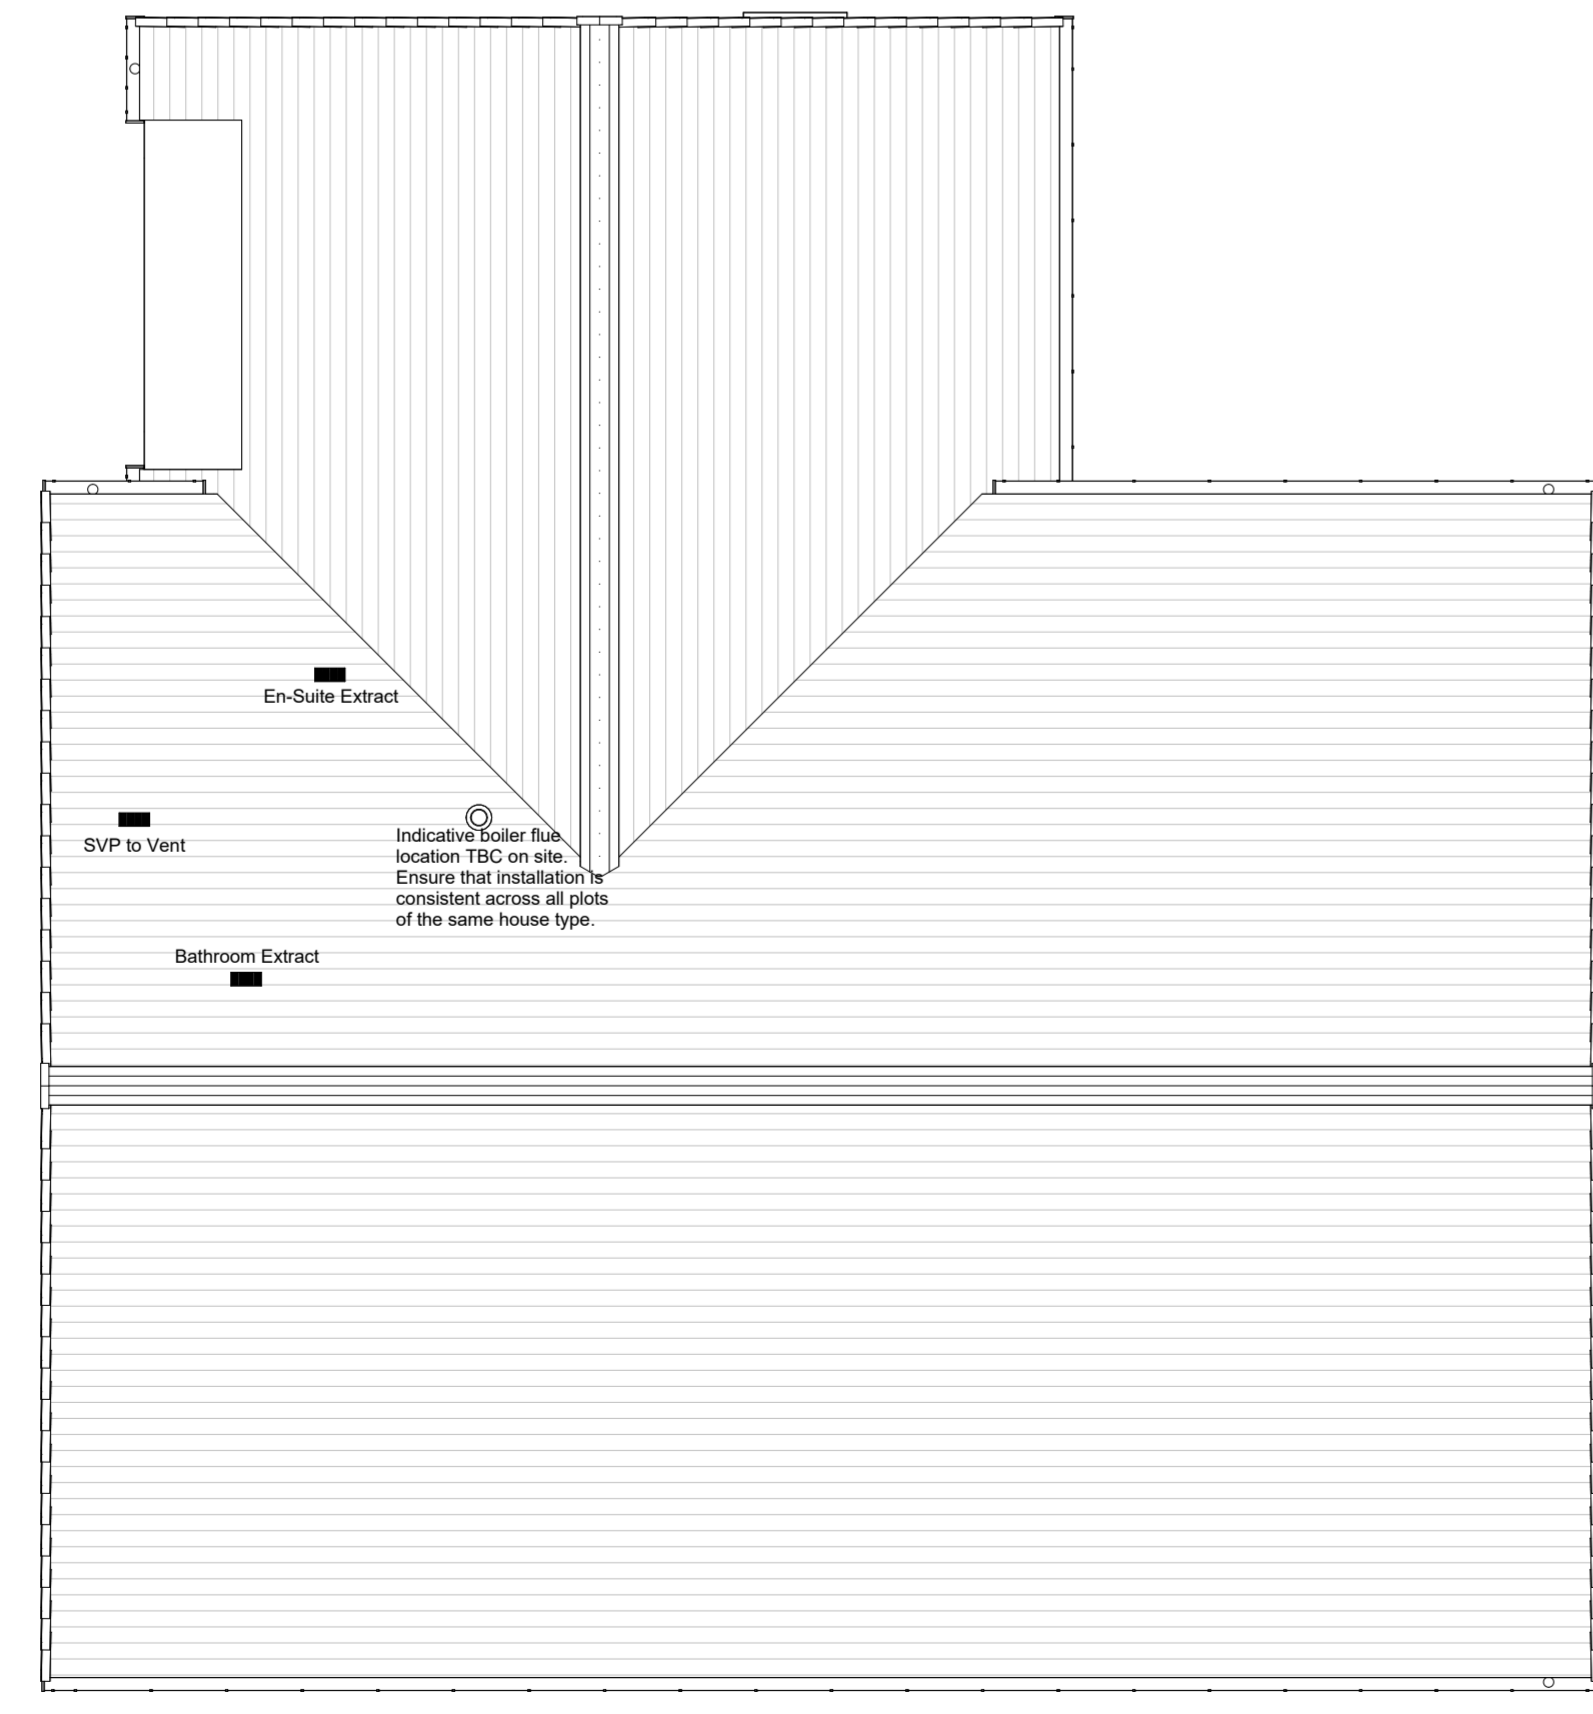 En-Suite Extract
SVP to Vent
Indicative boiler flue
location TBC on site.
Ensure that installation is
consistent across all plots
of the same house type.
Bathroom Extract